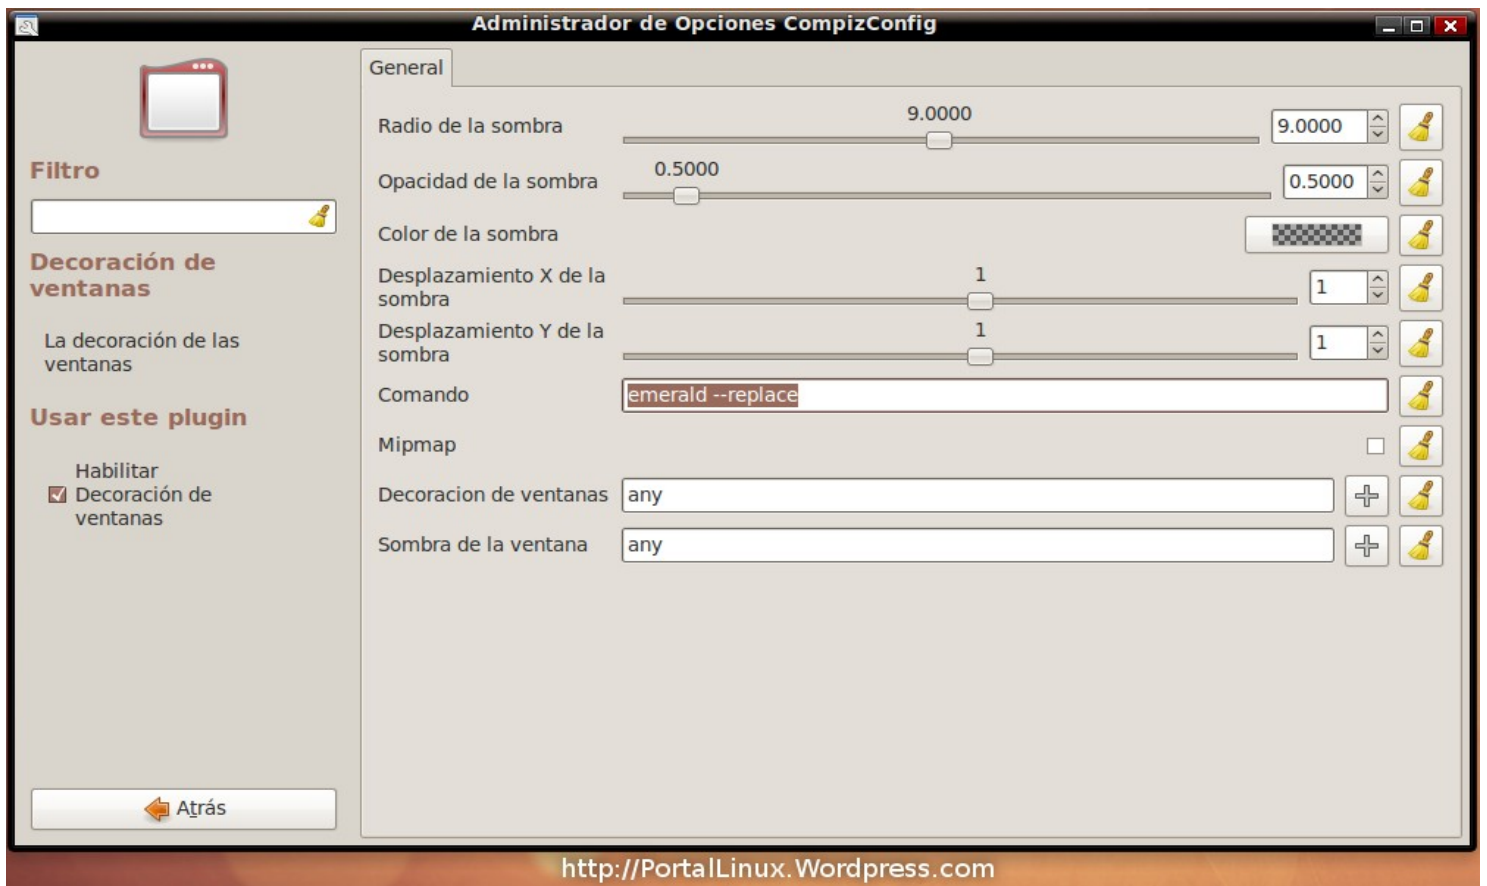 Administrador de Opciones CompizConfig
Filtro
Decoración de
ventanas
La decoración de las
ventanas
Usar este plugin
Habilitar
Decoración de
ventanas
Atrás
General
Radio de la sombra
9.0000
9.0000
Opacidad de la sombra
0.5000
0.5000
Color de la sombra
Desplazamiento X de la
sombra
1
1
Desplazamiento Y de la
sombra
1
1
Comando
emerald --replace
Mipmap
Decoracion de ventanas
any
Sombra de la ventana
any
http://PortalLinux.Wordpress.com